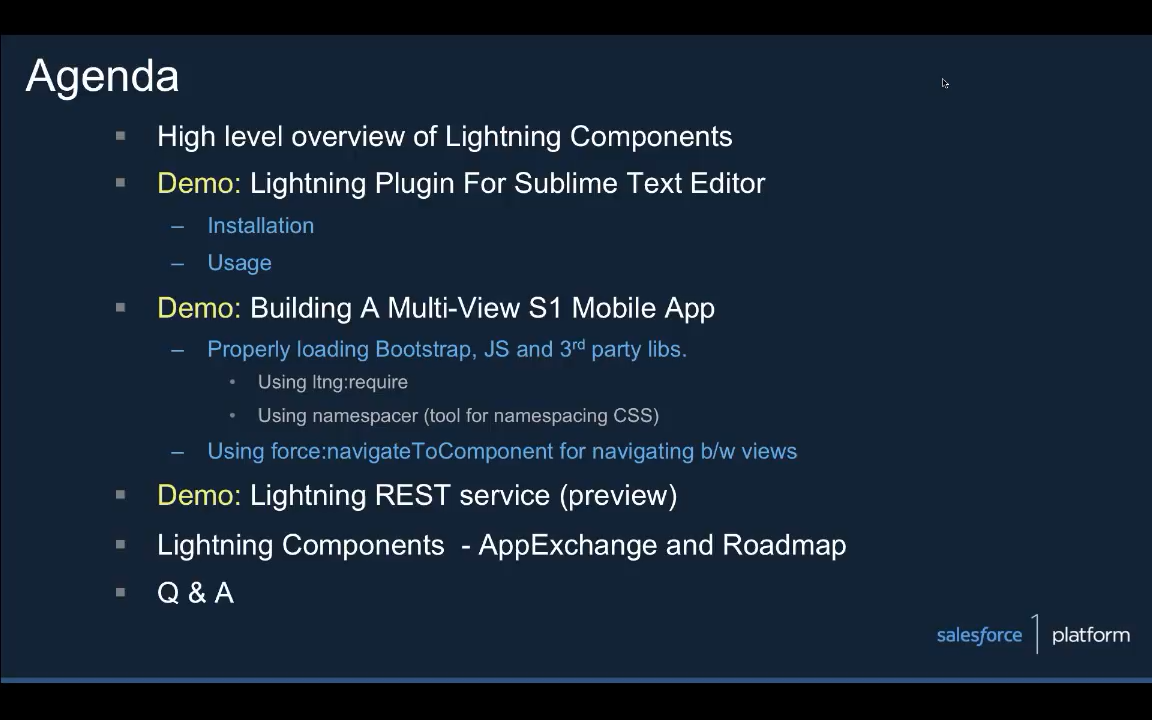 Agenda
▪ High level overview of Lightning Components
▪ Demo: Lightning Plugin For Sublime Text Editor
– Installation
– Usage
▪ Demo: Building A Multi-View S1 Mobile App
– Properly loading Bootstrap, JS and 3rd party libs.
• Using ltng:require
• Using namespacer (tool for namespacing CSS)
– Using force:navigateToComponent for navigating b/w views
▪ Demo: Lightning REST service (preview)
▪ Lightning Components - AppExchange and Roadmap
▪ Q & A
salesforce 1 platform